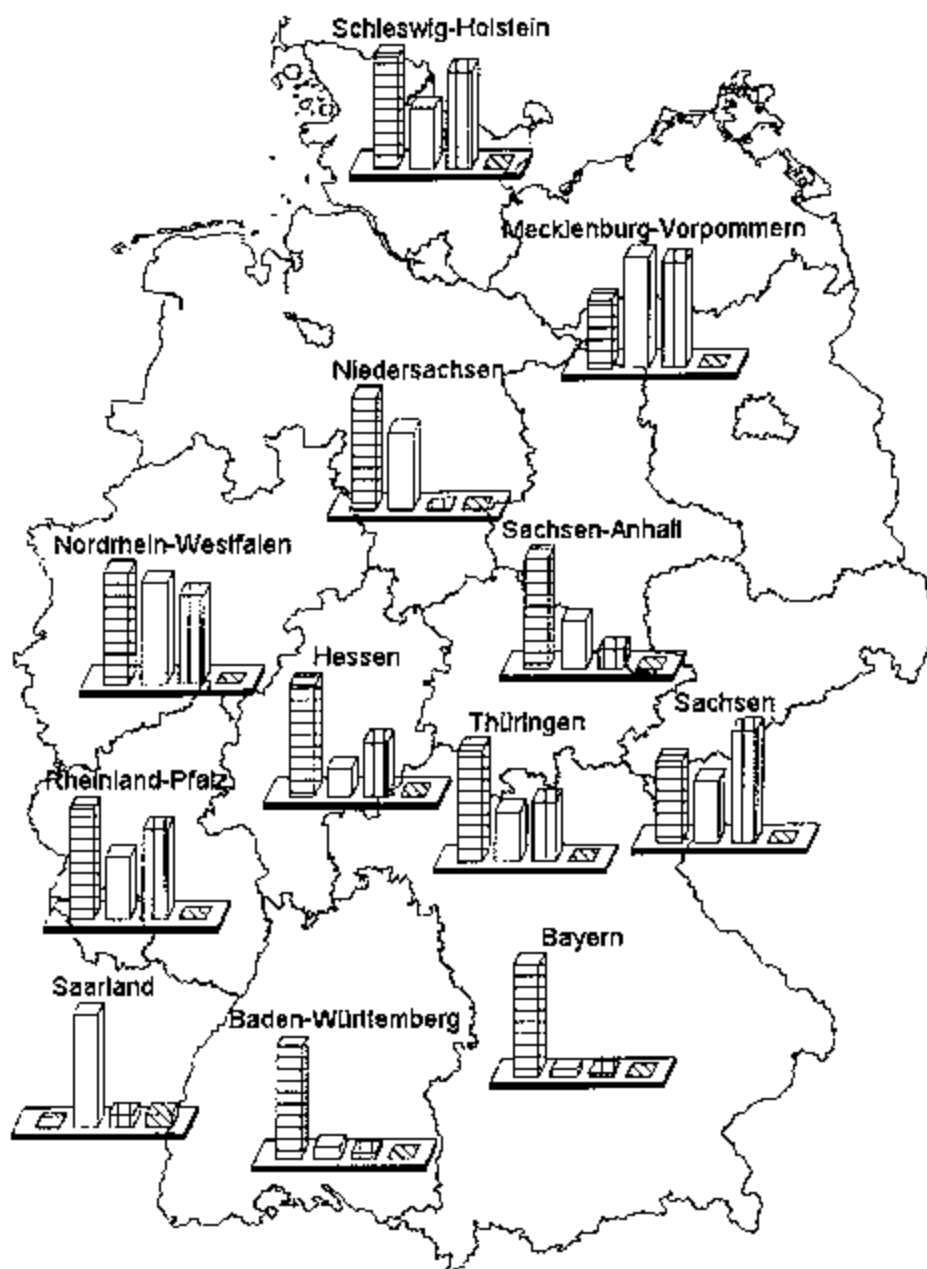 Schleswig-Holstein
Mecklenburg-Vorpommern
Niedersachsen
Sachsen-Anhalt
Nordrhein-Westfalen
Hessen
Sachsen
Thüringen
Rheinland-Pfalz
Bayern
Saarland
Baden-Württemberg